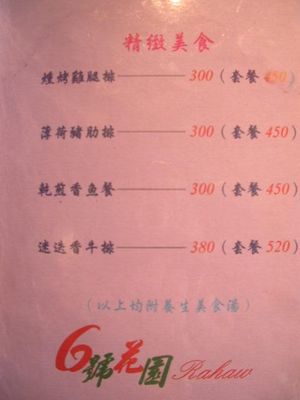 精緻美食
煙烤雞腿排 300 (套餐 450)
薄荷豬肋排 300 (套餐 450)
乾煎香魚餐 300 (套餐 450)
迷迭香牛排 380 (套餐 520)
(以上均附養生美食湯)
6號花園 Rahaw